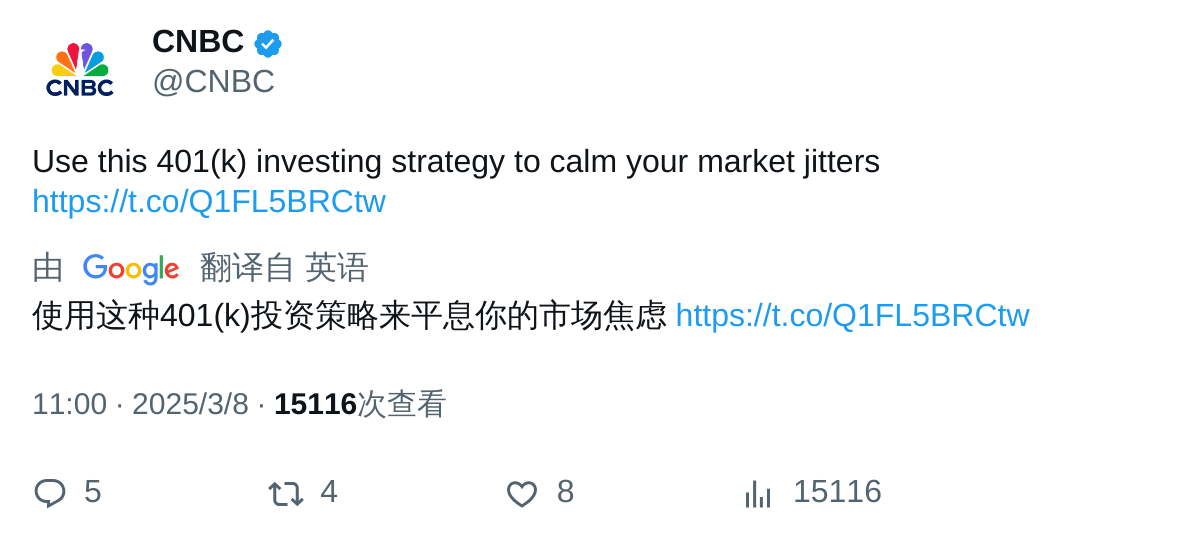 CNBC
CNBC
@CNBC
Use this 401(k) investing strategy to calm your market jitters
https://t.co/Q1FL5BRCtw
由 Google 翻译自 英语
使用这种401(k)投资策略来平息你的市场焦虑 https://t.co/Q1FL5BRCtw
11:00 · 2025/3/8 · 15116次查看
5 4 8 15116